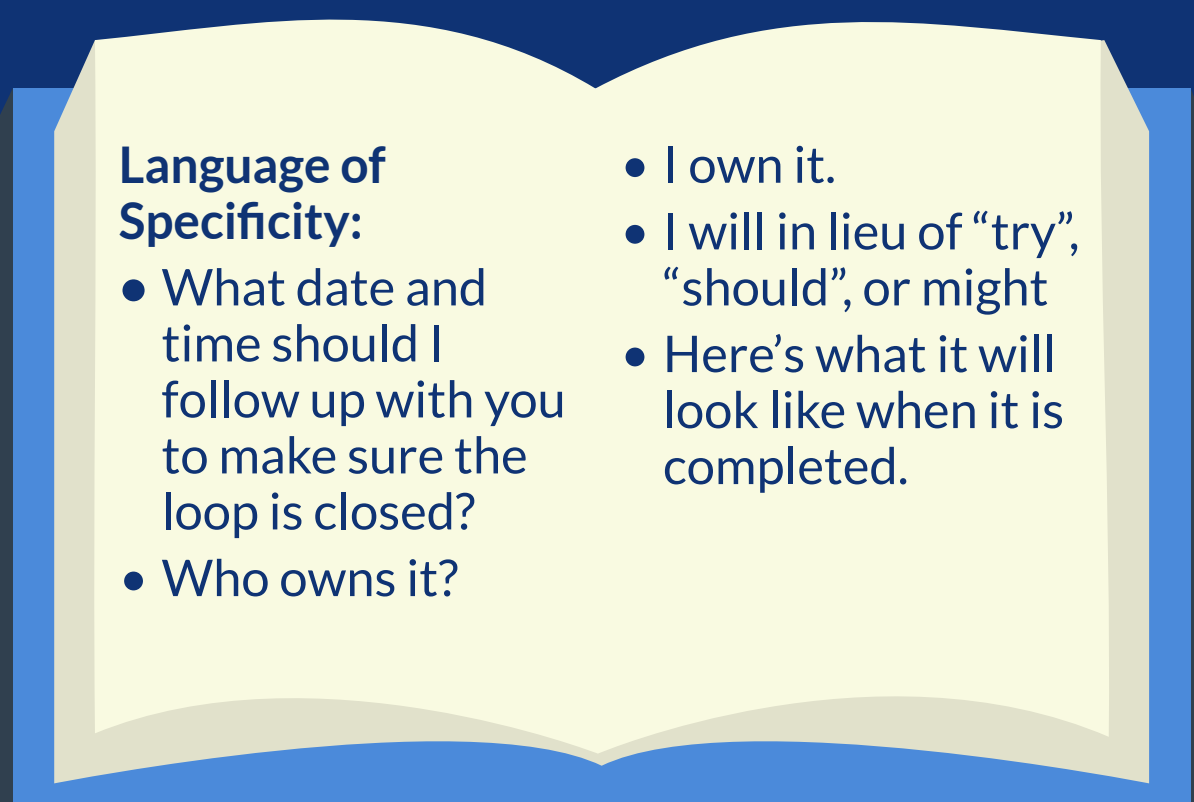 Language of
Specificity:
• What date and
time should I
follow up with you
to make sure the
loop is closed?
• Who owns it?
• I own it.
• I will in lieu of “try”,
“should”, or might
• Here’s what it will
look like when it is
completed.